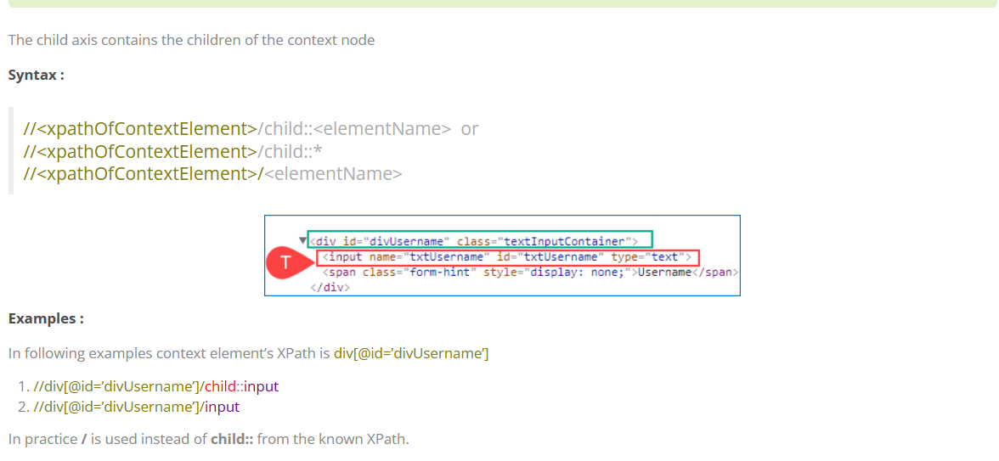 The child axis contains the children of the context node
Syntax :
//<xpathOfContextElement>/child::<elementName>  or
//<xpathOfContextElement>/child::*
//<xpathOfContextElement>/<elementName>
<div id="divUsername" class="textInputContainer">
T
<input name="txtUsername" id="txtUsername" type="text">
<span class="form-hint" style="display: none;">Username</span>
</div>
Examples :
In following examples context element’s XPath is div[@id=’divUsername’]
1. //div[@id=’divUsername’]/child::input
2. //div[@id=’divUsername’]/input
In practice / is used instead of child:: from the known XPath.